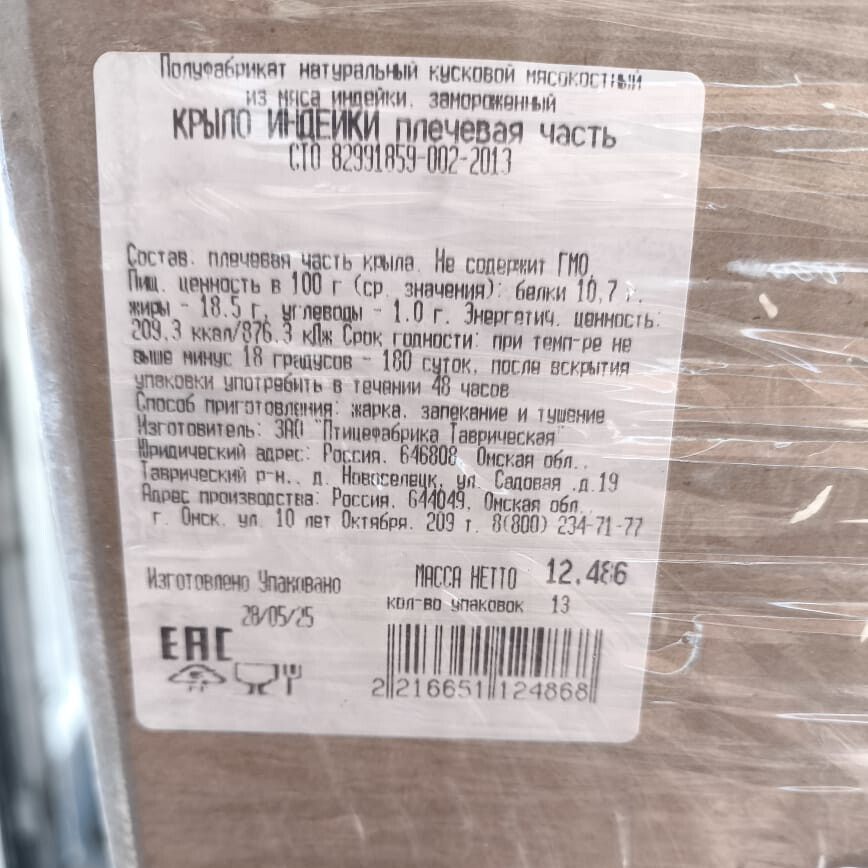 Полуфабрикат натуральный кусковой мясокостный
из мяса индейки, замороженный
КРЫЛО ИНДЕЙКИ плечевая часть
СТО 82991859-002-2013
Состав: плечевая часть крыла. Не содержит ГМО.
Пищ. ценность в 100 г (ср. значения): белки 10,7 г.
жиры - 18.5 г, углеводы - 1.0 г. Энергетич. ценность:
209.3 ккал/876.3 кДж Срок годности: при темп-ре не
выше минус 18 градусов - 180 суток, после вскрытия
упаковки употребить в течении 48 часов
Способ приготовления: жарка, запекание и тушение
Изготовитель: ЗАО "Птицефабрика Таврическая"
Юридический адрес: Россия, 646808, Омская обл.,
Таврический р-н., д. Новоселецк, ул. Садовая ,д.19
Адрес производства: Россия, 644049, Омская обл.
г. Омск, ул. 10 лет Октября, 209 т. 8(800) 234-71-77
Изготовлено Упаковано
МАССА НЕТТО 12.486
28/05/25
кол-во упаковок 13
ЕАС
2 216651 124868